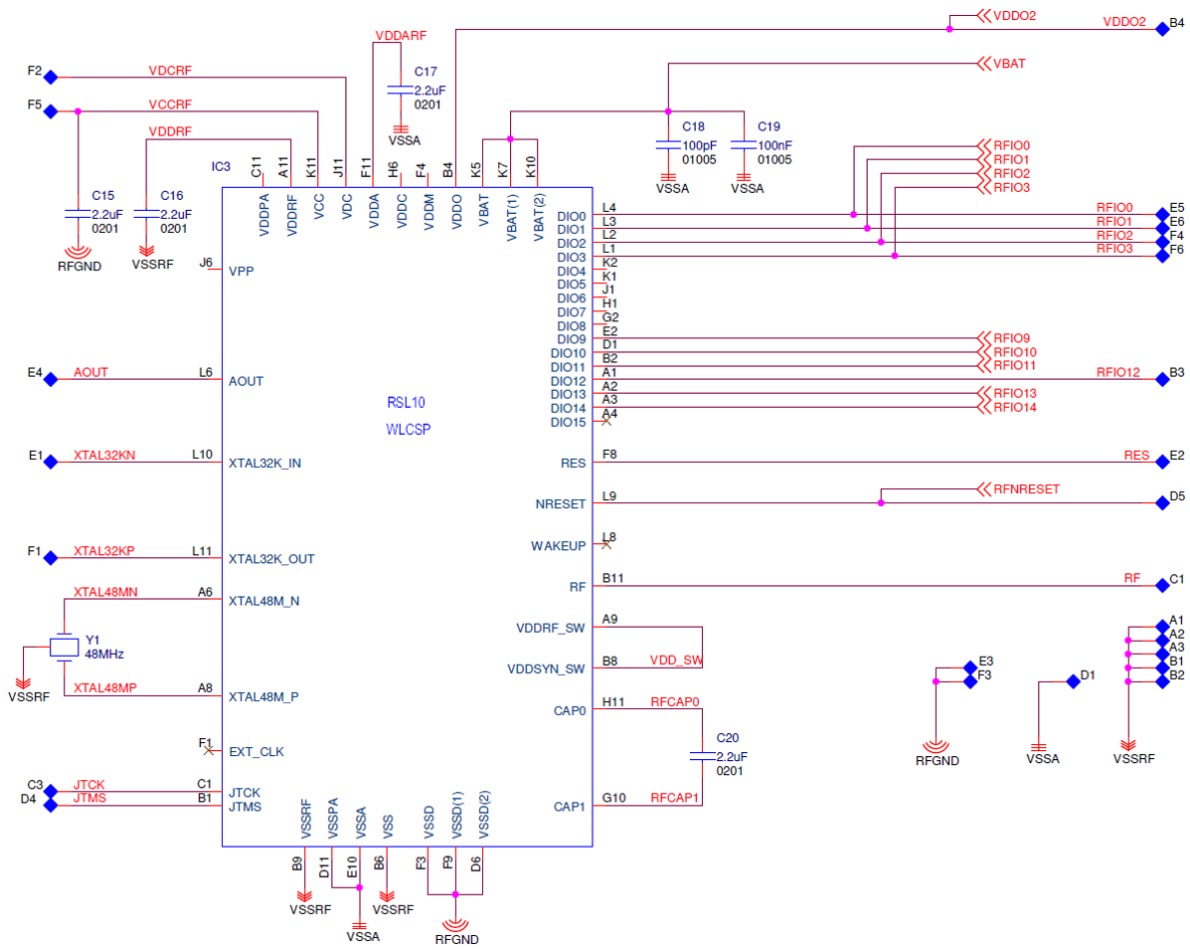 VDDO2
VDDO2 B4
VDDARF
F2 VDCRF
C17
2.2uF
0201
VBAT
F5 VCCRF
VDDRF
VSSA
C18
100pF
01005
C19
100nF
01005
VSSA VSSA
IC3
C11 A11 K11 J11 F11 H6 F4 B4 K5 K7 K10
VDDPA VDDRF VCC VDC VDDA VDDC VDDM VDDO VBAT VBAT(1) VBAT(2)
RFIO0
RFIO1
RFIO2
RFIO3
C15
2.2uF
0201
RFGND
C16
2.2uF
0201
VSSRF
DIO0 L4 RFIO0 E5
DIO1 L3 RFIO1 E6
DIO2 L2 RFIO2 F4
DIO3 L1 RFIO3 F6
DIO4 K2
DIO5 K1
DIO6 J1
DIO7 H1
DIO8 G2
DIO9 E2 RFIO9
DIO10 D1 RFIO10
DIO11 B2 RFIO11
DIO12 A1 RFIO12 B3
DIO13 A2 RFIO13
DIO14 A3 RFIO14
DIO15 A4
J6 VPP
E4 AOUT L6 AOUT
RSL10
WLCSP
E1 XTAL32KN L10 XTAL32K_IN
RES F8 RES E2
RFNRESET
NRESET L9 D5
WAKEUP L8
F1 XTAL32KP L11 XTAL32K_OUT
RF B11 RF C1
XTAL48MN A6 XTAL48M_N
Y1
48MHz
VSSRF
XTAL48MP A8 XTAL48M_P
VDDRF_SW A9
VDDSYN_SW B8 VDD_SW
CAP0 H11 RFCAP0
C20
2.2uF
0201
CAP1 G10 RFCAP1
F1 EXT_CLK
C3 JTCK C1 JTCK
D4 JTMS B1 JTMS
E3
F3
RFGND
D1
VSSA
A1
A2
A3
B1
B2
VSSRF
VSSRF VSSPA VSSA VSS VSSD VSSD(1) VSSD(2)
B9 D11 E10 B6 F3 F9 D6
VSSRF VSSA VSSRF RFGND